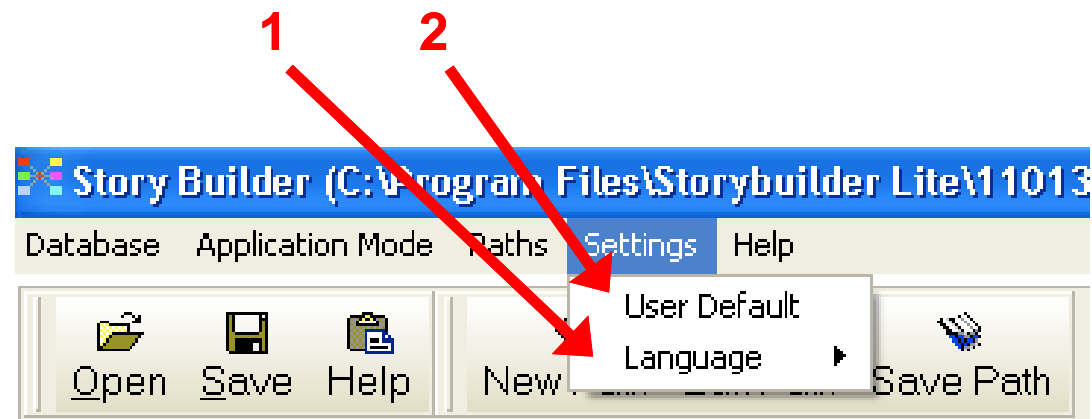 1 2
Story Builder (C:\Program Files\Storybuilder Lite\11013
Database Application Mode Paths Settings Help
User Default
Language
Open Save Help New Save Path